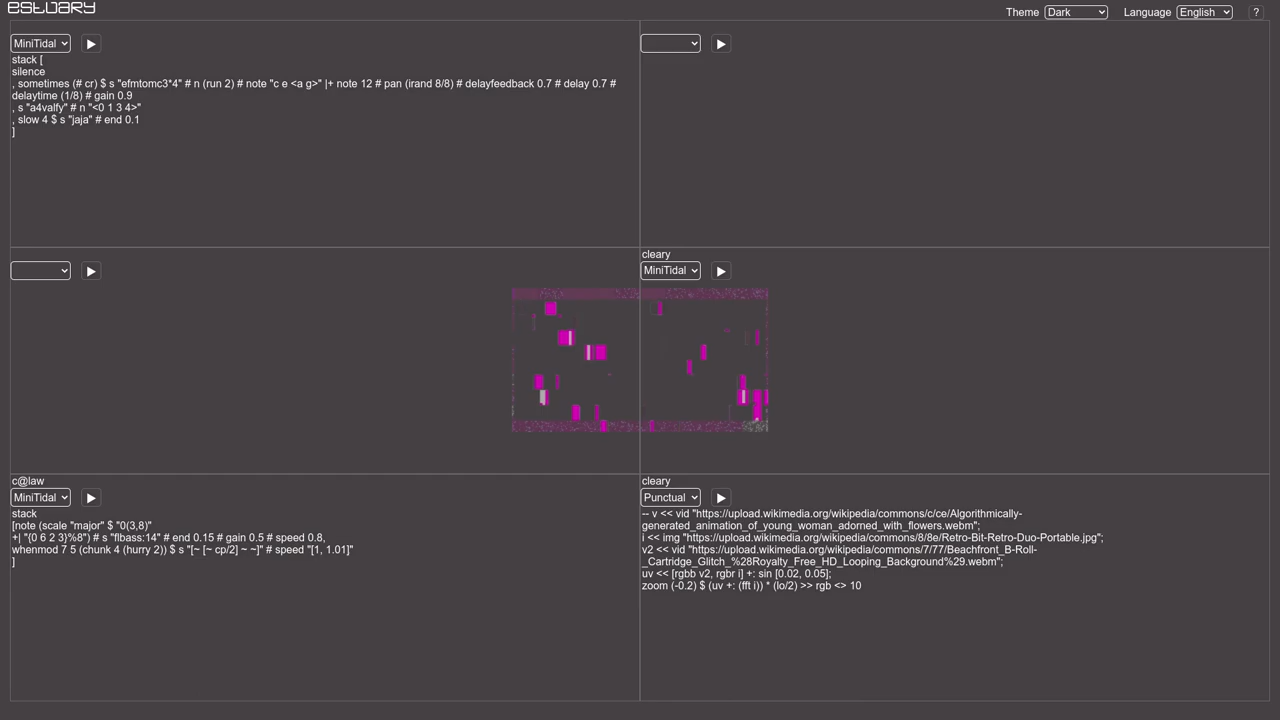 estuary
Theme Dark Language English ?
MiniTidal
stack [
silence
, sometimes (# cr) $ s "efmtomc3*4" # n (run 2) # note "c e <a g>" |+ note 12 # pan (irand 8/8) # delayfeedback 0.7 # delay 0.7 #
delaytime (1/8) # gain 0.9
, s "a4valfy" # n "<0 1 3 4>"
, slow 4 $ s "jaja" # end 0.1
]
cleary
MiniTidal
c@law
MiniTidal
stack
[note (scale "major" $ "0(3,8)"
+| "{0 6 2 3}%8") # s "flbass:14" # end 0.15 # gain 0.5 # speed 0.8,
whenmod 7 5 (chunk 4 (hurry 2)) $ s "[~ [~ cp/2] ~ ~]" # speed "[1, 1.01]"
]
cleary
Punctual
-- v << vid "https://upload.wikimedia.org/wikipedia/commons/c/ce/Algorithmically-
generated_animation_of_young_woman_adorned_with_flowers.webm";
i << img "https://upload.wikimedia.org/wikipedia/commons/8/8e/Retro-Bit-Retro-Duo-Portable.jpg";
v2 << vid "https://upload.wikimedia.org/wikipedia/commons/7/77/Beachfront_B-Roll-
_Cartridge_Glitch_%28Royalty_Free_HD_Looping_Background%29.webm";
uv << [rgbb v2, rgbr i] +: sin [0.02, 0.05];
zoom (-0.2) $ (uv +: (fft i)) * (lo/2) >> rgb <> 10